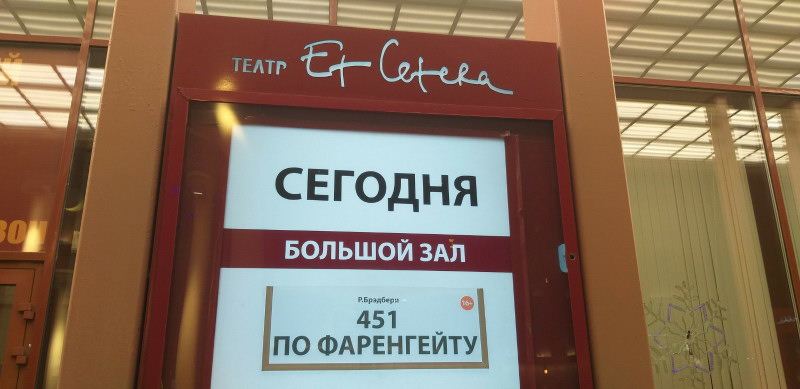 ТЕАТР Et Cetera
СЕГОДНЯ
БОЛЬШОЙ ЗАЛ
Р.Брэдбери
16+
451
ПО ФАРЕНГЕЙТУ